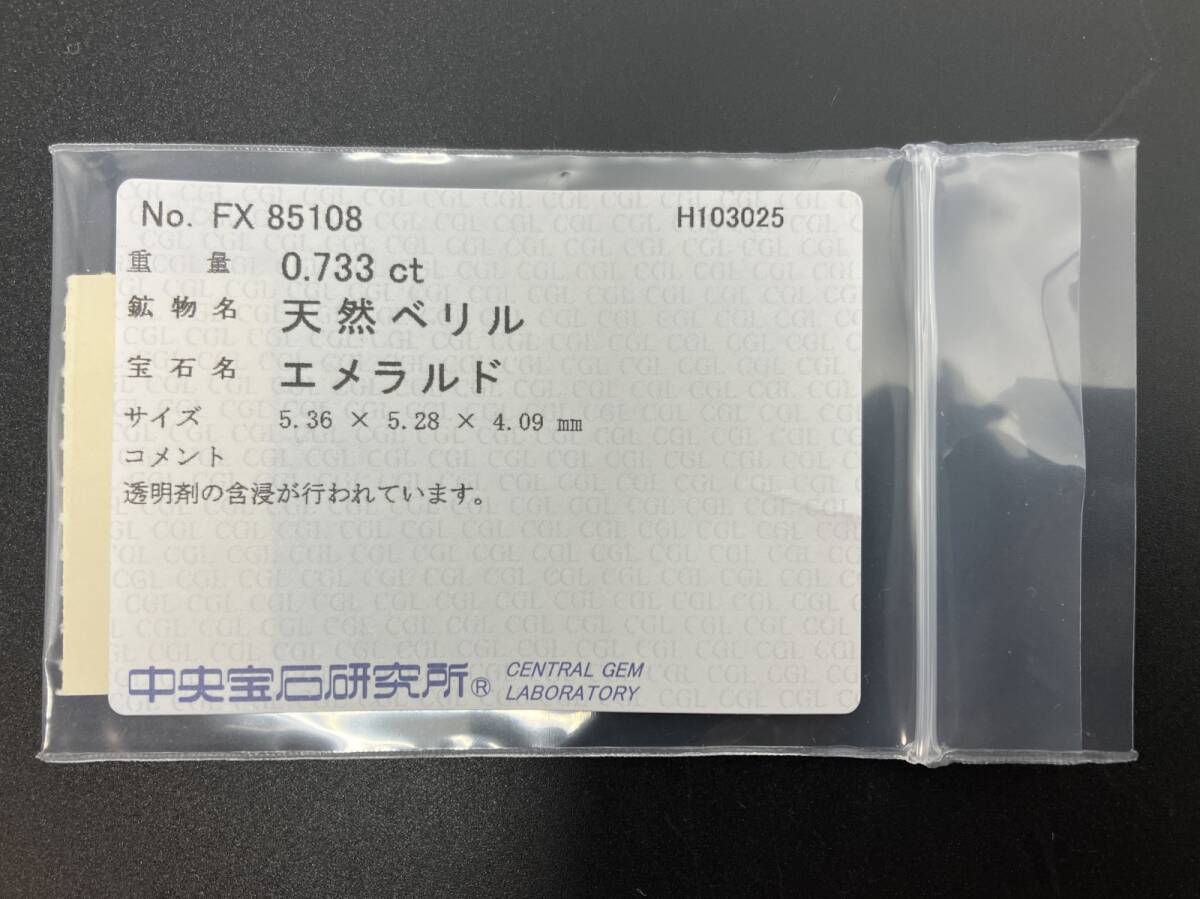 No. FX 85108 H103025
重量 0.733 ct
鉱物名 天然ベリル
宝石名 エメラルド
サイズ 5.36 × 5.28 × 4.09 mm
コメント
透明剤の含浸が行われています。
中央宝石研究所® CENTRAL GEM
LABORATORY